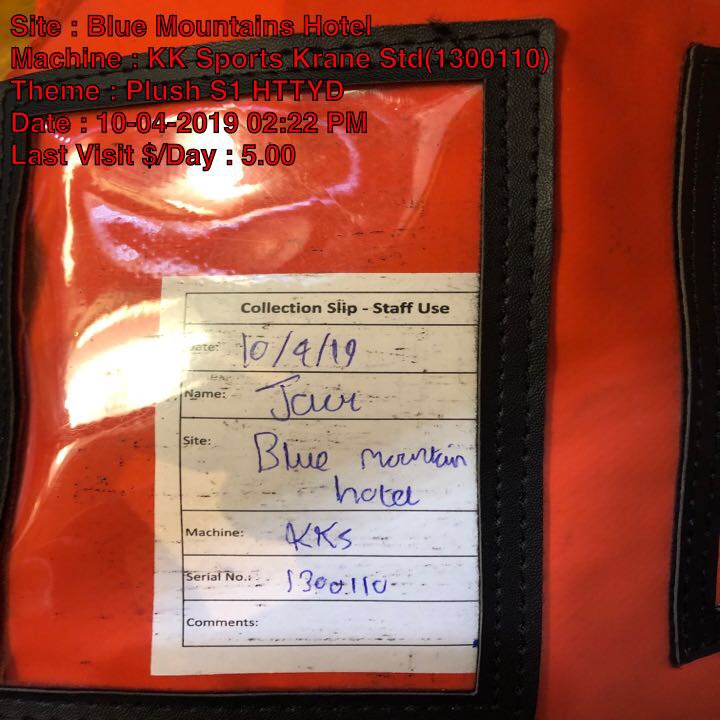 Site : Blue Mountains Hotel
Machine : KK Sports Krane Std(1300110)
Theme : Plush S1 HTTYD
Date : 10-04-2019 02:22 PM
Last Visit $/Day : 5.00
Collection Slip - Staff Use
Date: 10/4/19
Name:
Site: Blue mountain
hotel
Machine: KKS
Serial No.: 1300110
Comments: